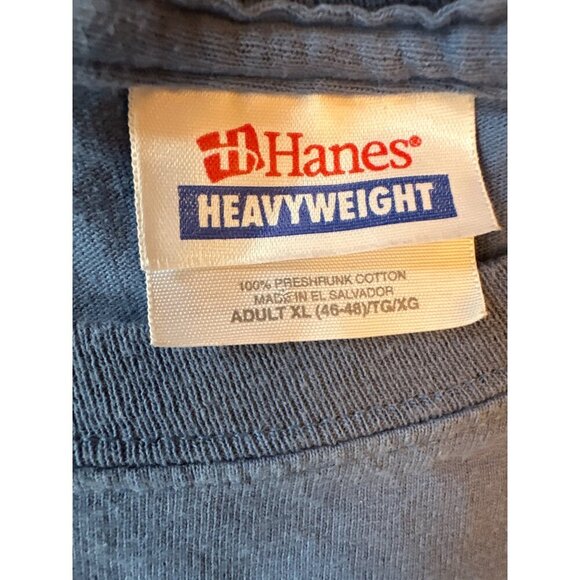 Hanes®
HEAVYWEIGHT
100% PRESHRUNK COTTON
MADE IN EL SALVADOR
ADULT XL (46-48)/TG/XG